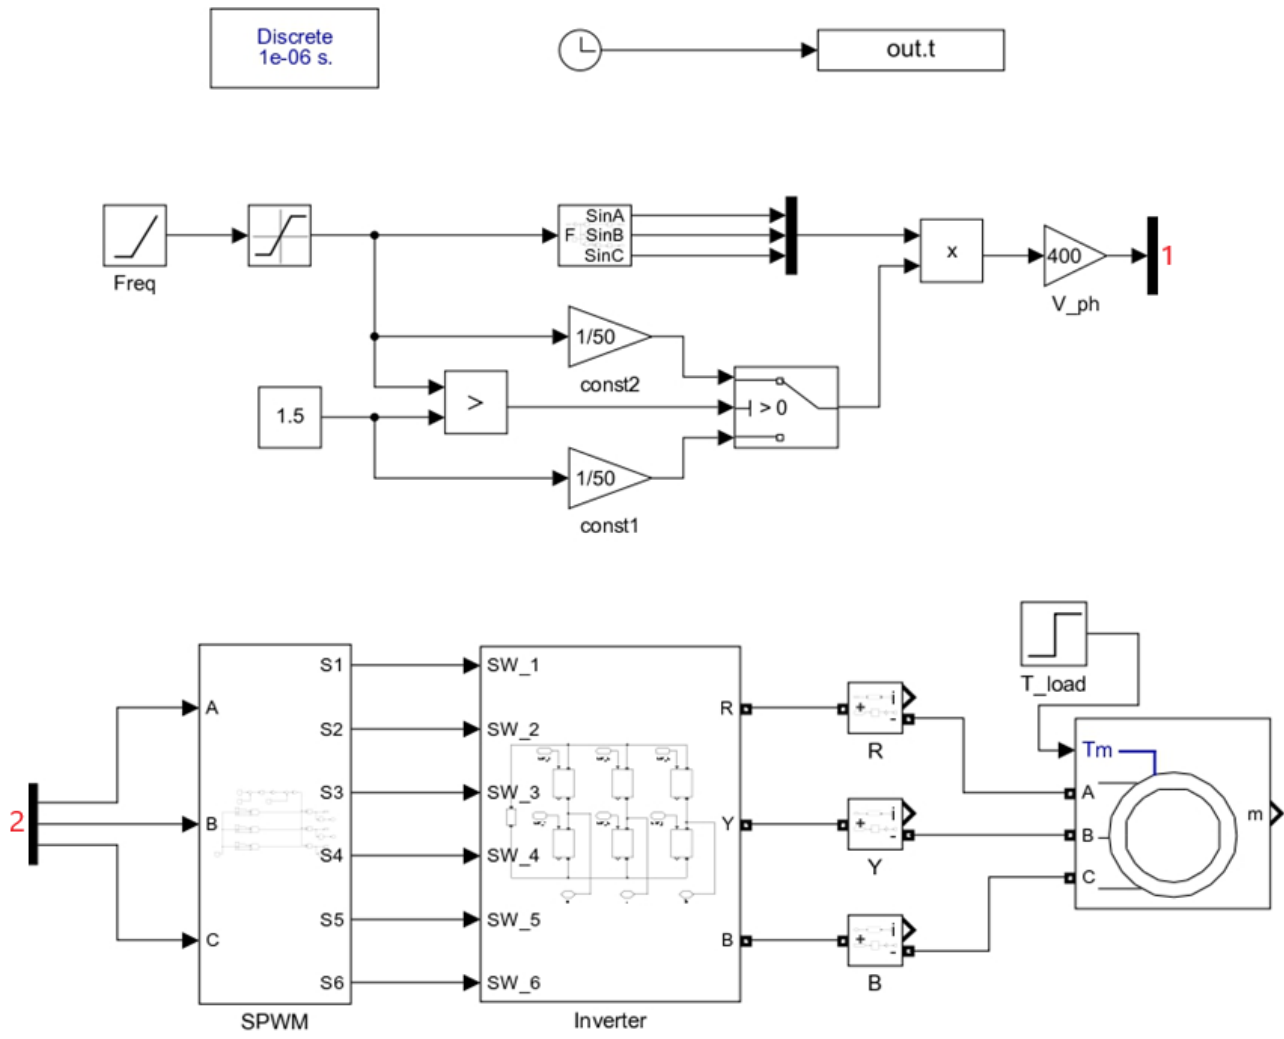 Discrete
1e-06 s.
out.t
Freq
F
SinA
SinB
SinC
x
400
V_ph
1
1/50
const2
1.5
>
> 0
1/50
const1
2
A
B
C
S1
S2
S3
S4
S5
S6
SPWM
SW_1
SW_2
SW_3
SW_4
SW_5
SW_6
R
Y
B
Inverter
+
i
-
R
+
i
-
Y
+
i
-
B
T_load
Tm
A
B
C
m